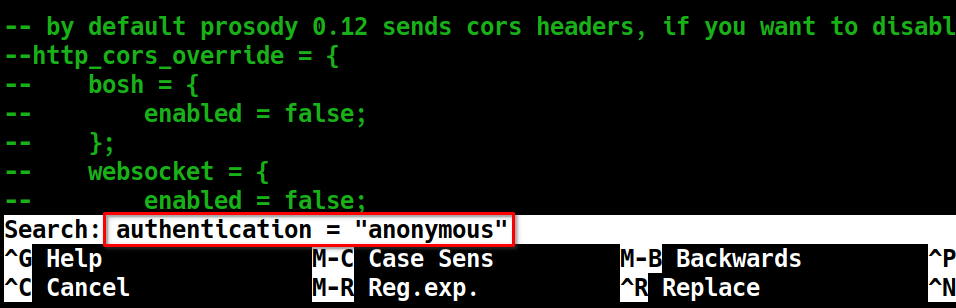 -- by default prosody 0.12 sends cors headers, if you want to disabl
--http_cors_override = {
--    bosh = {
--        enabled = false;
--    };
--    websocket = {
--        enabled = false;
Search: authentication = "anonymous"
^G Help M-C Case Sens M-B Backwards ^P
^C Cancel M-R Reg.exp. ^R Replace ^N